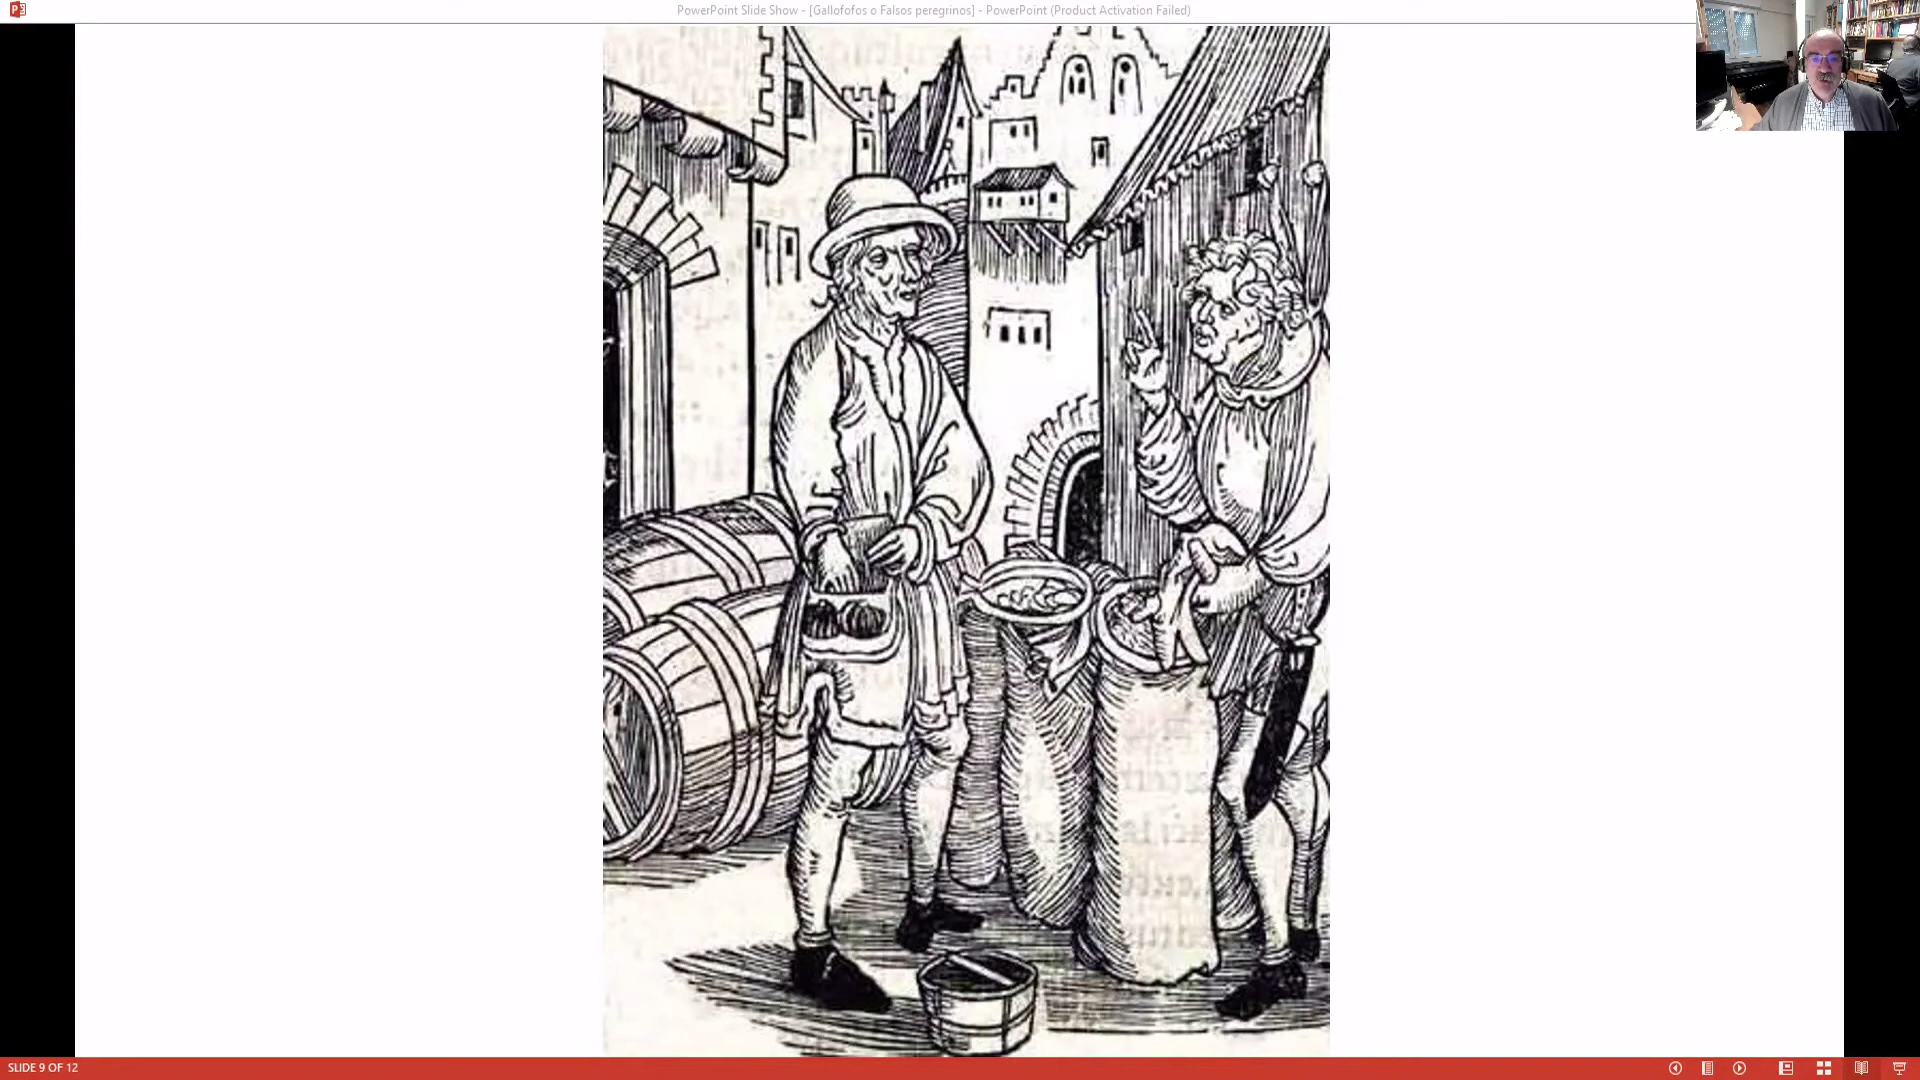 PowerPoint Slide Show - [Gallofofos o Falsos peregrinos] - PowerPoint (Product Activation Failed)
SLIDE 9 OF 12